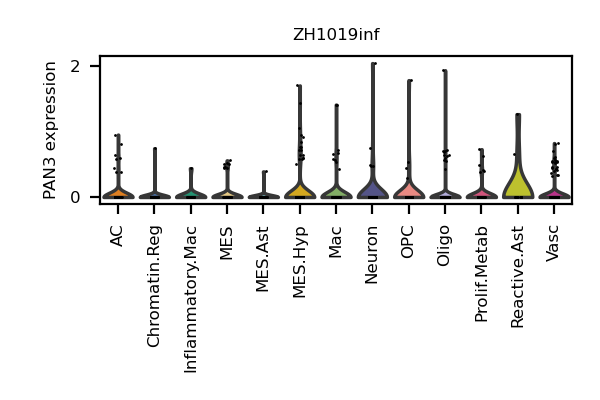 ZH1019inf
PAN3 expression
2
0
AC
Chromatin.Reg
Inflammatory.Mac
MES
MES.Ast
MES.Hyp
Mac
Neuron
OPC
Oligo
Prolif.Metab
Reactive.Ast
Vasc